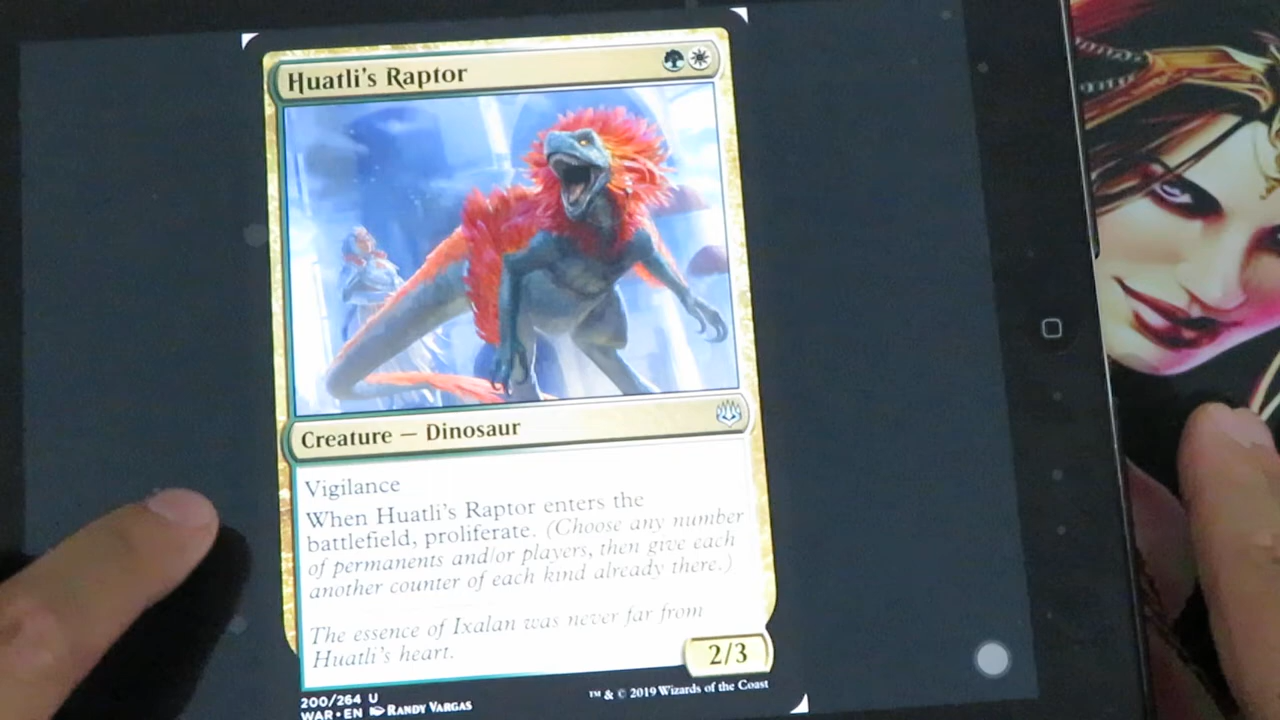 Huatli's Raptor
Creature — Dinosaur
Vigilance
When Huatli's Raptor enters the
battlefield, proliferate. (Choose any number
of permanents and/or players, then give each
another counter of each kind already there.)
The essence of Ixalan was never far from
Huatli's heart.
2/3
200/264 U
WAR • EN RANDY VARGAS
™ & © 2019 Wizards of the Coast